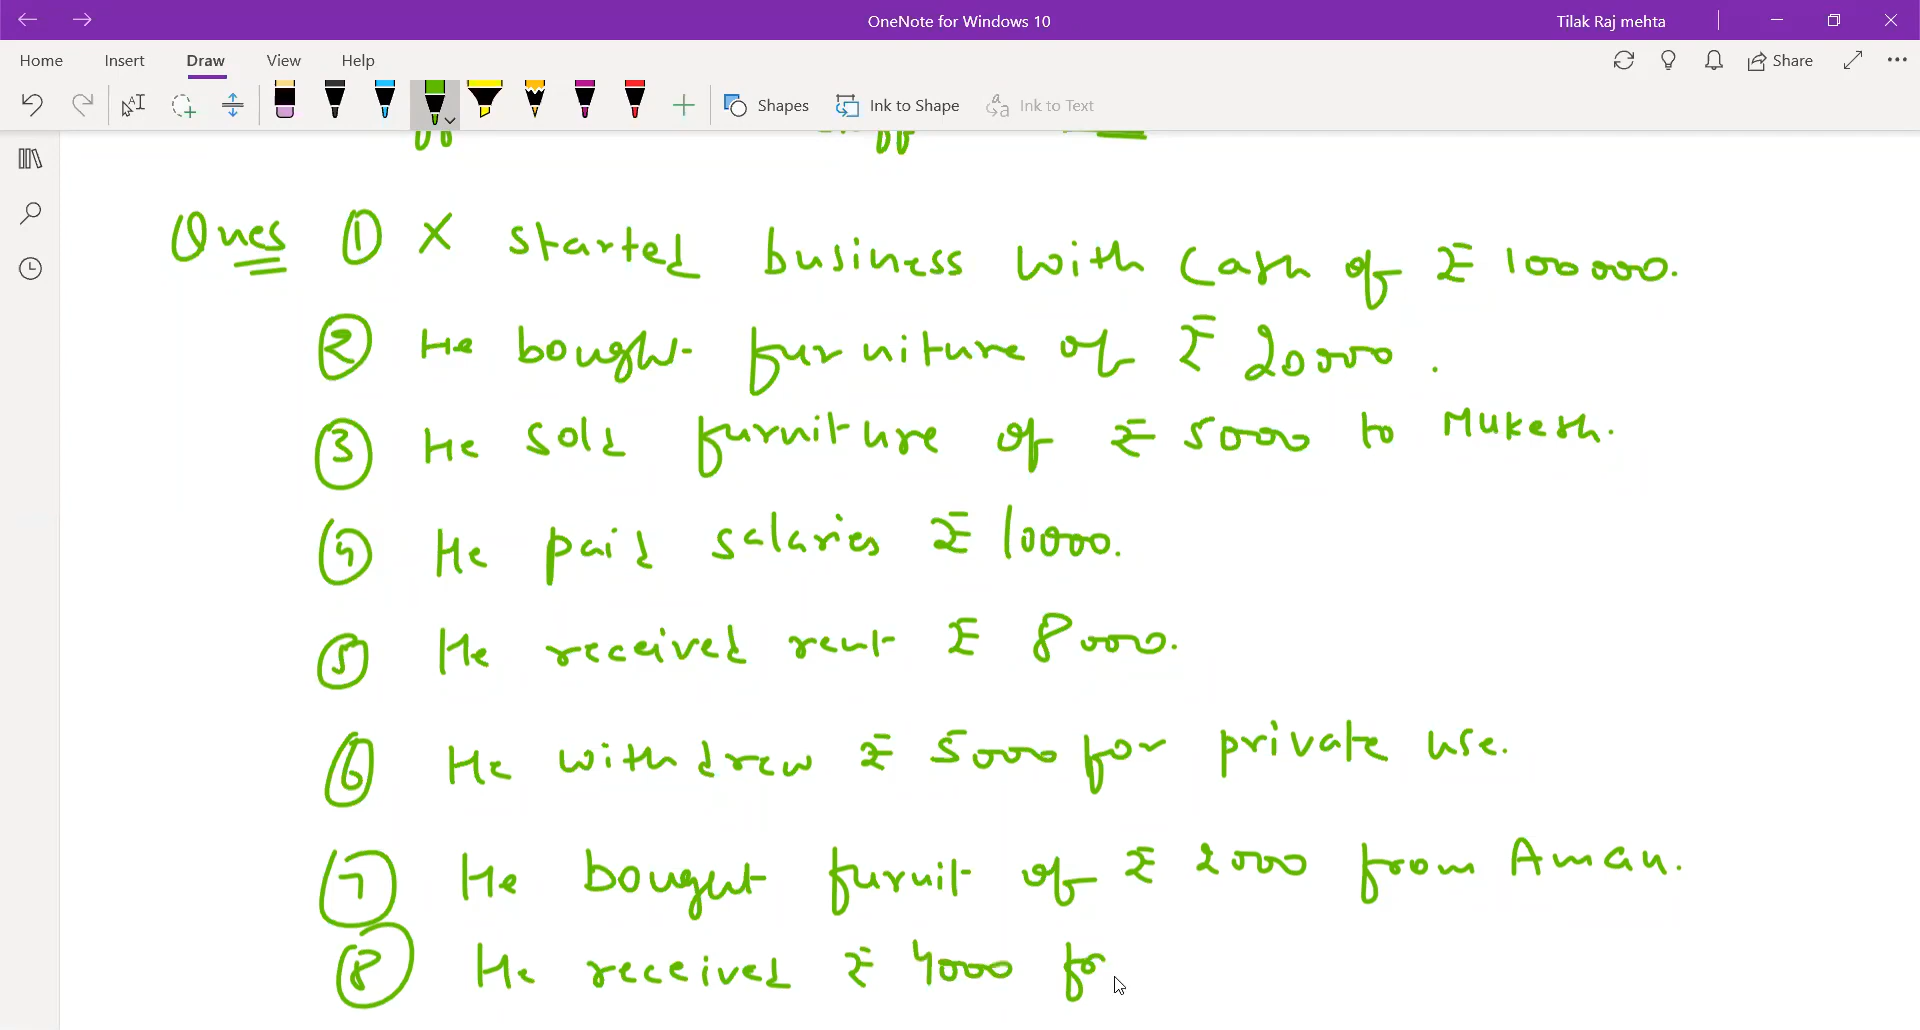 OneNote for Windows 10
Tilak Raj mehta
Home Insert Draw View Help
Share
Shapes Ink to Shape Ink to Text
Ques ① X started business with Cash of ₹ 100000.
② He bought furniture of ₹ 20000.
③ He sold furniture of ₹ 5000 to Mukesh.
④ He paid salaries ₹ 10000.
⑤ He received rent ₹ 8000.
⑥ He withdrew ₹ 5000 for private use.
⑦ He bought furnit of ₹ 2000 from Aman.
⑧ He received ₹ 4000 fo